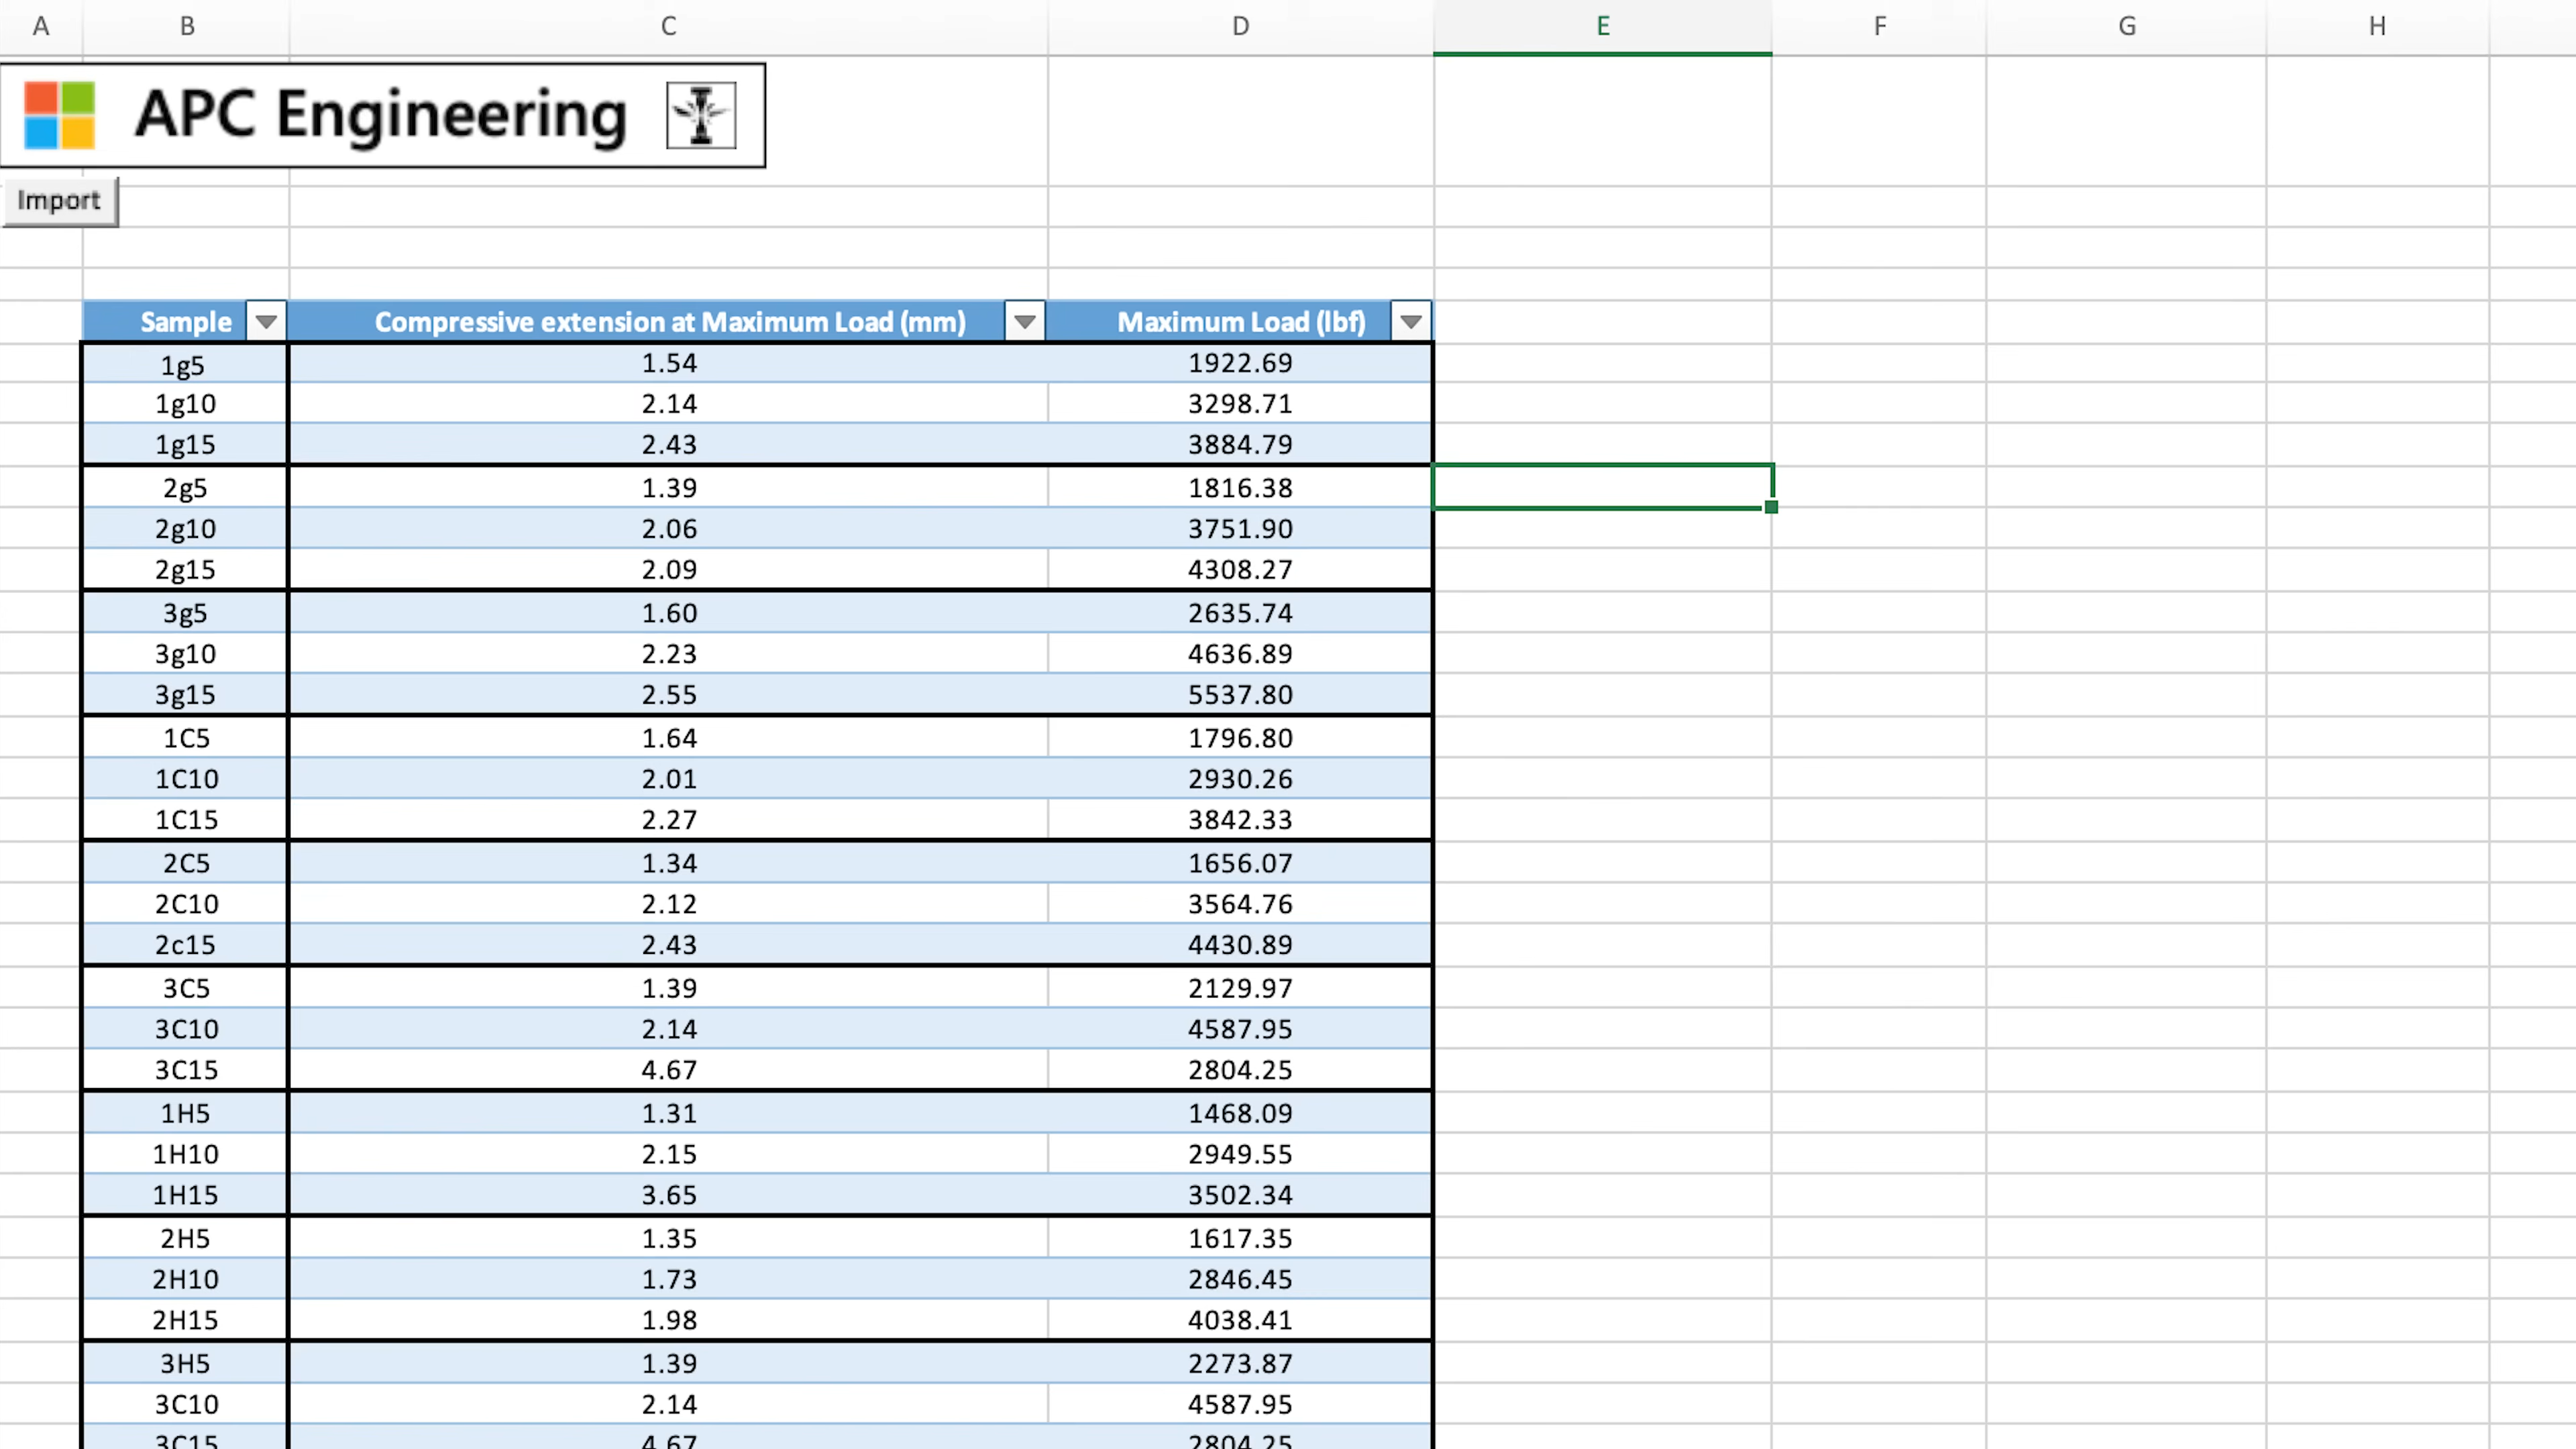 A B C D E F G H
APC Engineering
Import
Sample Compressive extension at Maximum Load (mm) Maximum Load (lbf)
1g5 1.54 1922.69
1g10 2.14 3298.71
1g15 2.43 3884.79
2g5 1.39 1816.38
2g10 2.06 3751.90
2g15 2.09 4308.27
3g5 1.60 2635.74
3g10 2.23 4636.89
3g15 2.55 5537.80
1C5 1.64 1796.80
1C10 2.01 2930.26
1C15 2.27 3842.33
2C5 1.34 1656.07
2C10 2.12 3564.76
2c15 2.43 4430.89
3C5 1.39 2129.97
3C10 2.14 4587.95
3C15 4.67 2804.25
1H5 1.31 1468.09
1H10 2.15 2949.55
1H15 3.65 3502.34
2H5 1.35 1617.35
2H10 1.73 2846.45
2H15 1.98 4038.41
3H5 1.39 2273.87
3C10 2.14 4587.95
3C15 4.67 2804.25